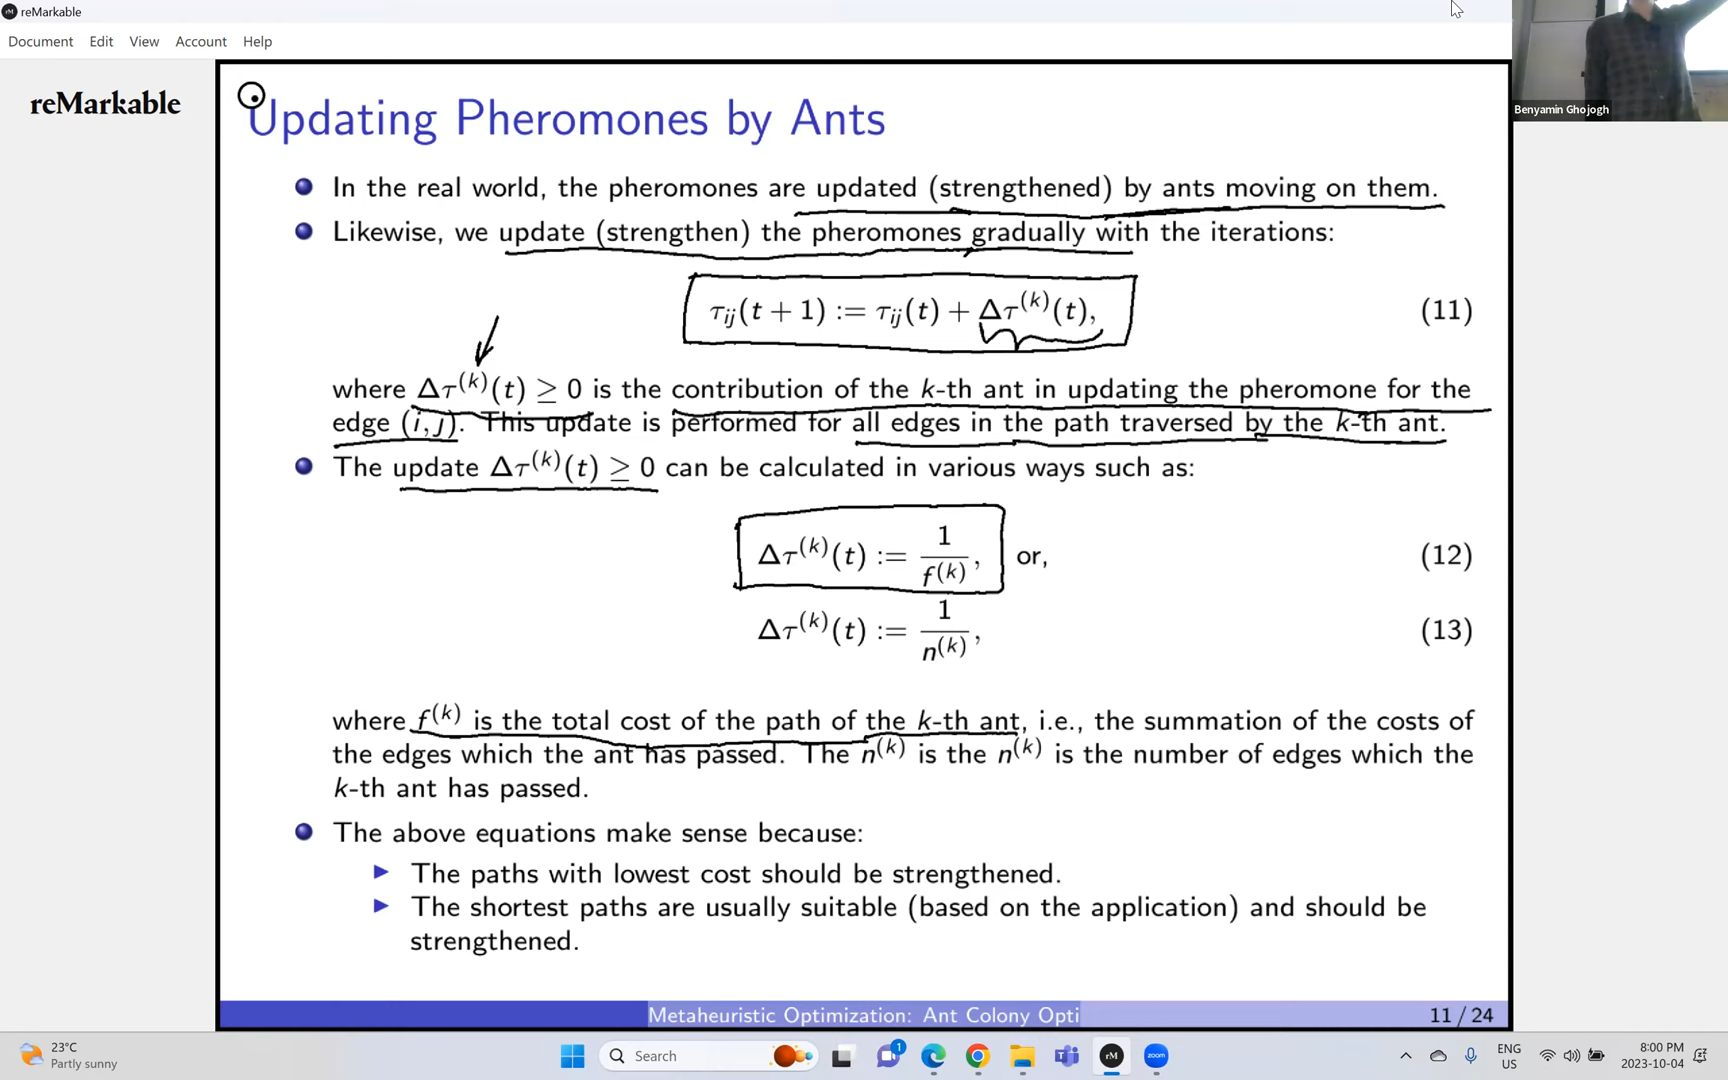 reMarkable
Document Edit View Account Help
reMarkable
Benyamin Ghojogh
Updating Pheromones by Ants
In the real world, the pheromones are updated (strengthened) by ants moving on them.
Likewise, we update (strengthen) the pheromones gradually with the iterations:
τij(t + 1) := τij(t) + Δτ^(k)(t), (11)
where Δτ^(k)(t) ≥ 0 is the contribution of the k-th ant in updating the pheromone for the
edge (i, j). This update is performed for all edges in the path traversed by the k-th ant.
The update Δτ^(k)(t) ≥ 0 can be calculated in various ways such as:
Δτ^(k)(t) := 1/f^(k), or, (12)
Δτ^(k)(t) := 1/n^(k), (13)
where f^(k) is the total cost of the path of the k-th ant, i.e., the summation of the costs of
the edges which the ant has passed. The n^(k) is the n^(k) is the number of edges which the
k-th ant has passed.
The above equations make sense because:
The paths with lowest cost should be strengthened.
The shortest paths are usually suitable (based on the application) and should be
strengthened.
Metaheuristic Optimization: Ant Colony Opti 11 / 24
23°C
Partly sunny
Search
1
rM
zoom
ENG
US
8:00 PM
2023-10-04